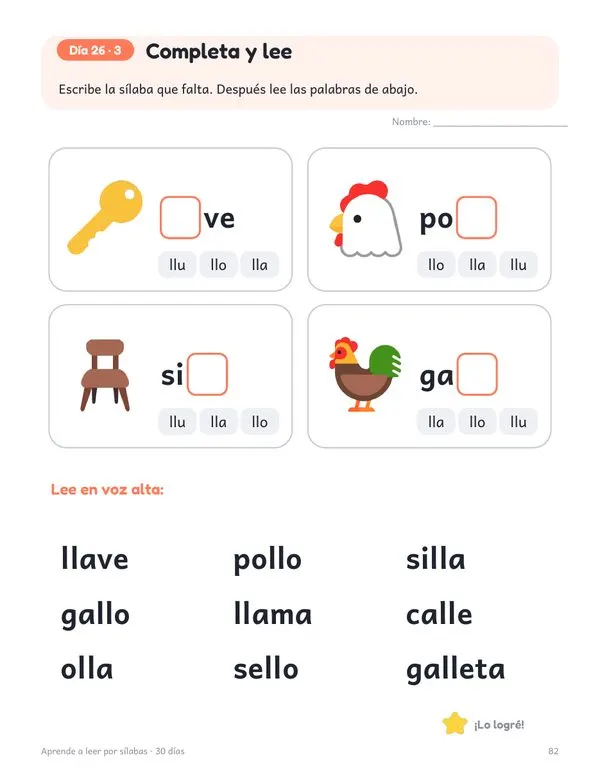 Día 26 · 3 Completa y lee
Escribe la sílaba que falta. Después lee las palabras de abajo.
Nombre: ____________________
ve
llu llo lla
po
llo lla llu
si
llu lla llo
ga
lla llo llu
Lee en voz alta:
llave pollo silla
gallo llama calle
olla sello galleta
¡Lo logré!
Aprende a leer por sílabas · 30 días 82